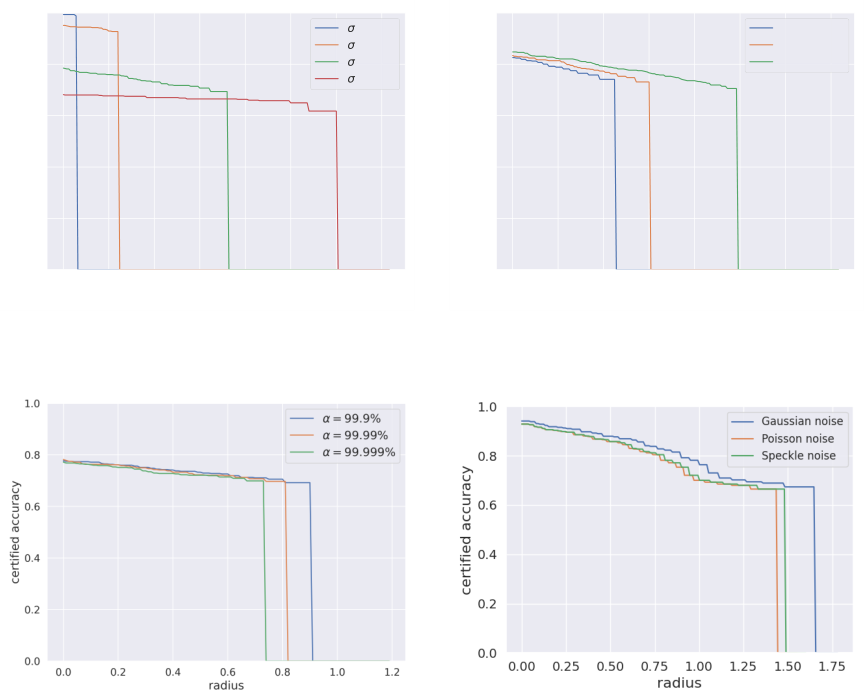 σ
σ
σ
σ
1.0
0.8
0.6
0.4
0.2
0.0
certified accuracy
α = 99.9%
α = 99.99%
α = 99.999%
0.0 0.2 0.4 0.6 0.8 1.0 1.2
radius
1.0
0.8
0.6
0.4
0.2
0.0
certified accuracy
Gaussian noise
Poisson noise
Speckle noise
0.00 0.25 0.50 0.75 1.00 1.25 1.50 1.75
radius